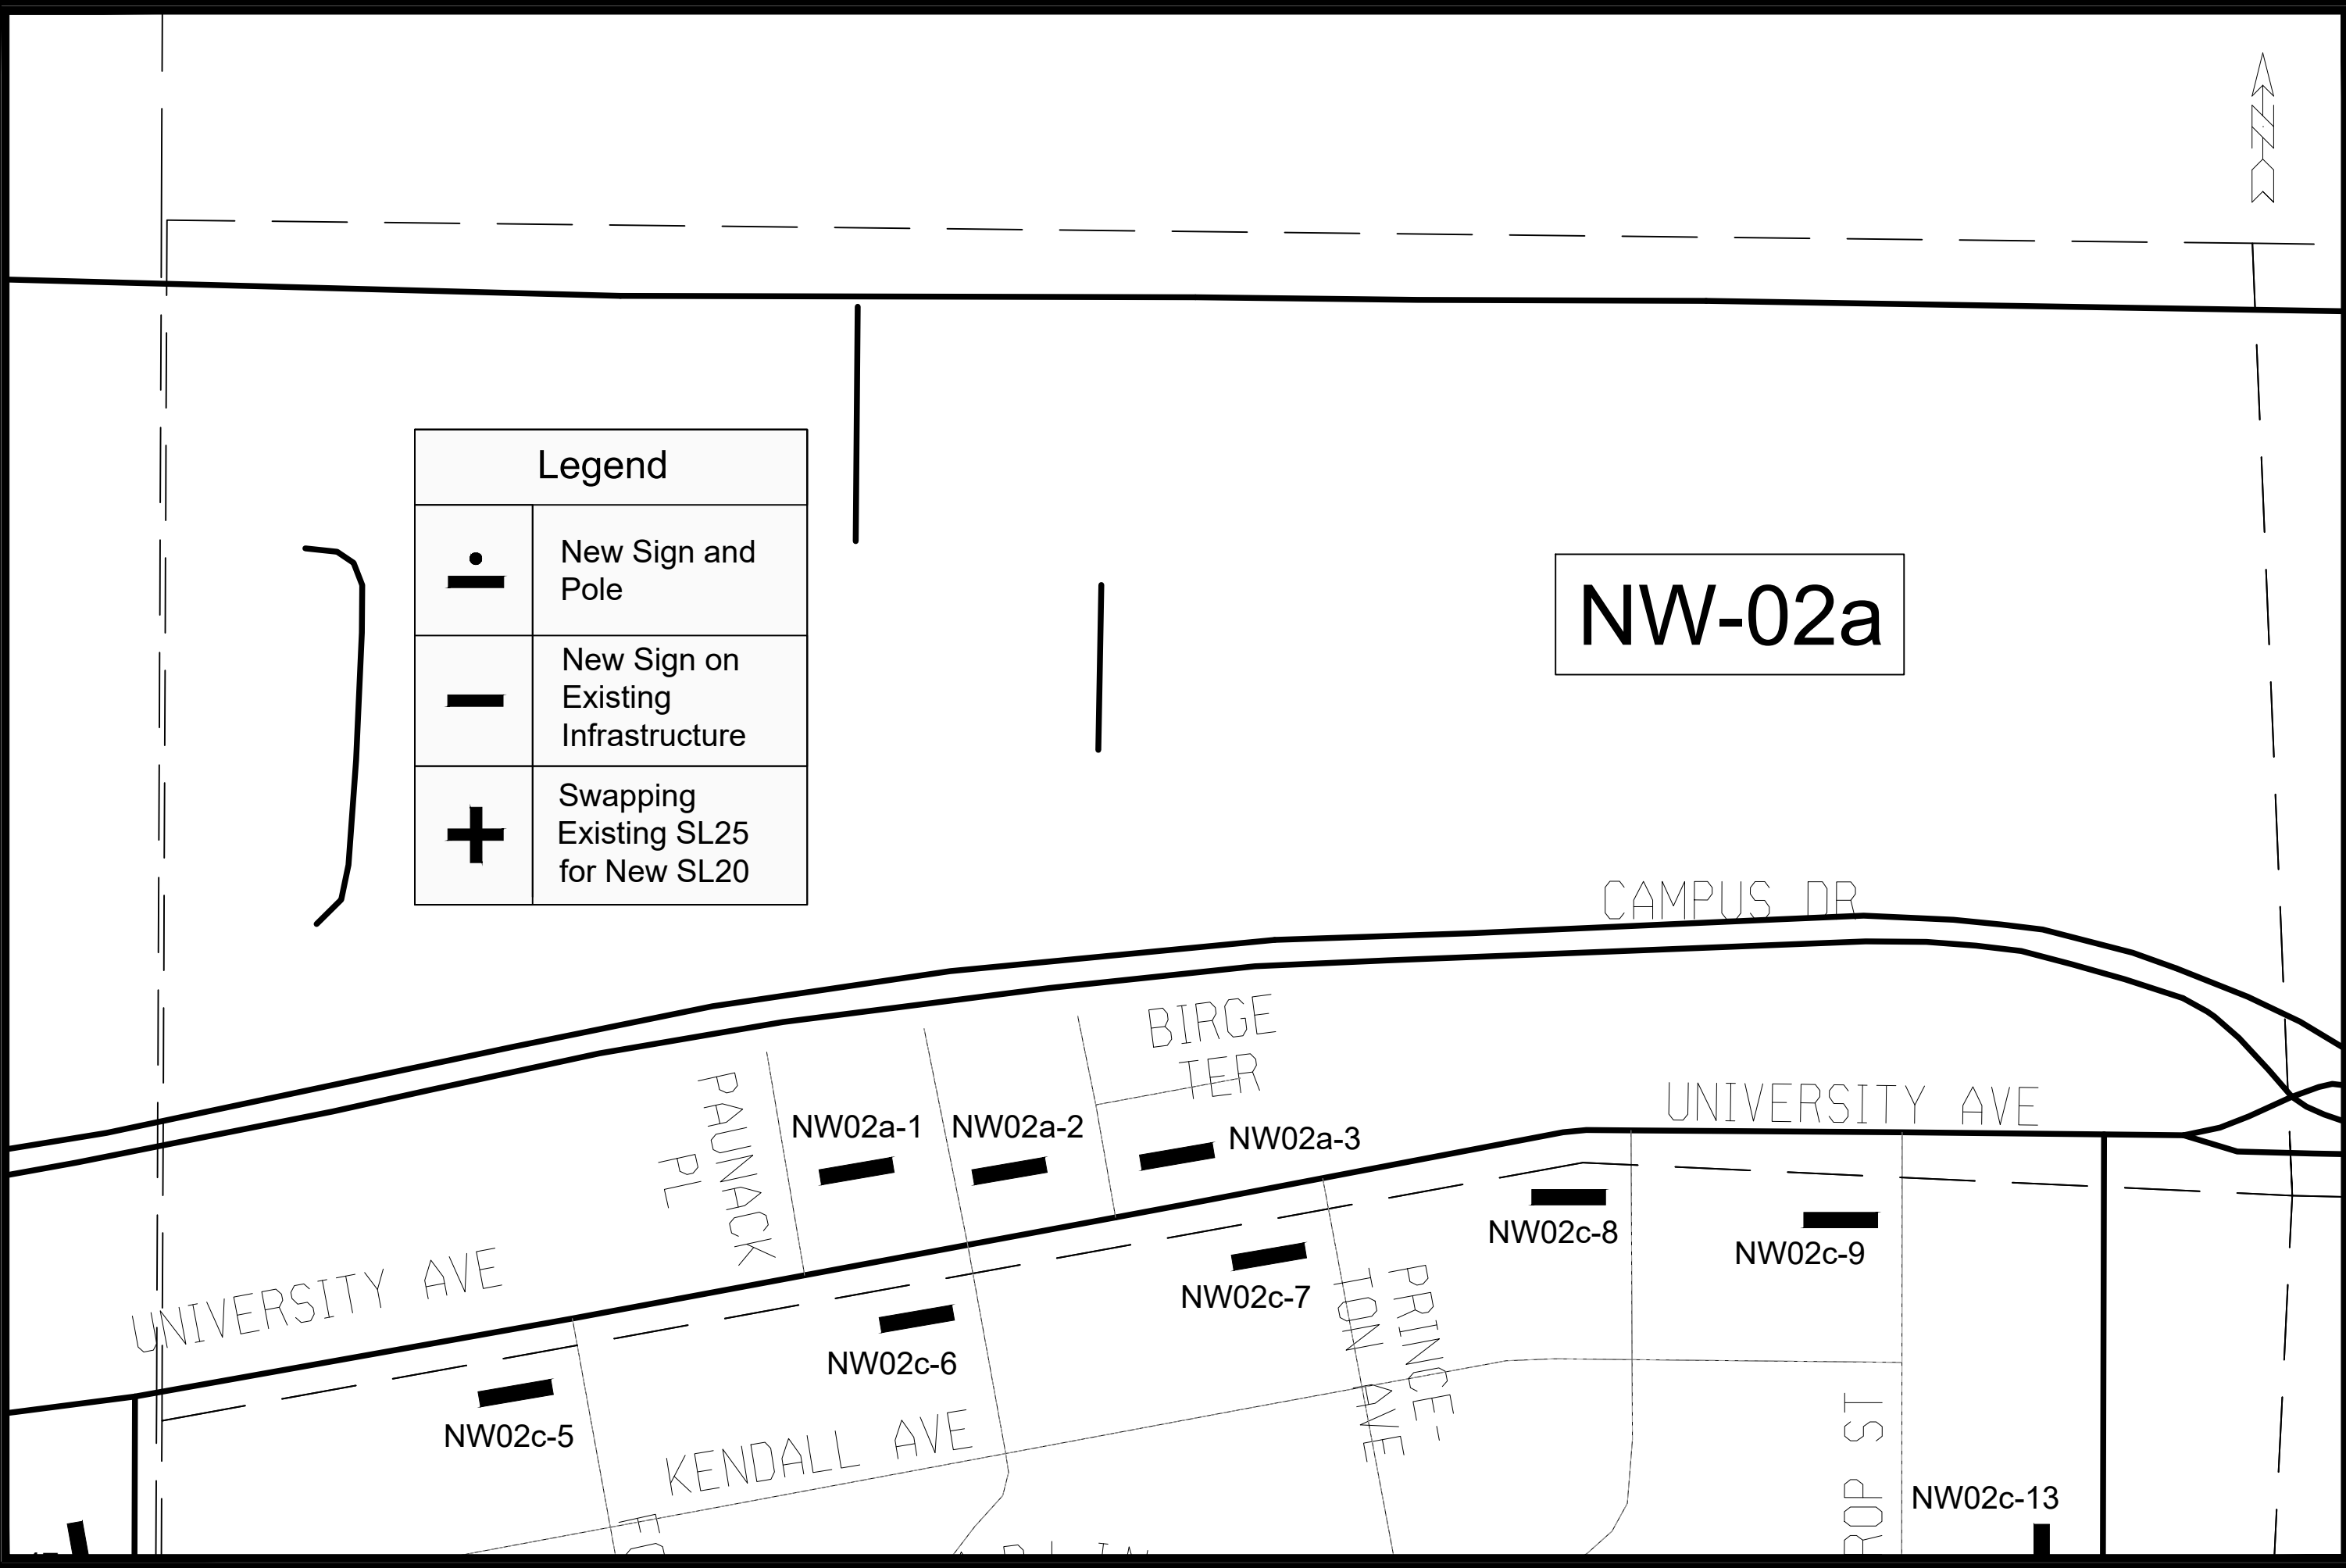 Legend
New Sign and
Pole
New Sign on
Existing
Infrastructure
Swapping
Existing SL25
for New SL20
N
NW-02a
CAMPUS DR
BIRGE
TER
PAUNACK
PL
NW02a-1
NW02a-2
NW02a-3
UNIVERSITY AVE
UNIVERSITY AVE
NW02c-8
NW02c-9
NW02c-7
NW02c-6
NW02c-5
PRINCE-
TON AVE
KENDALL AVE
ST
NW02c-13